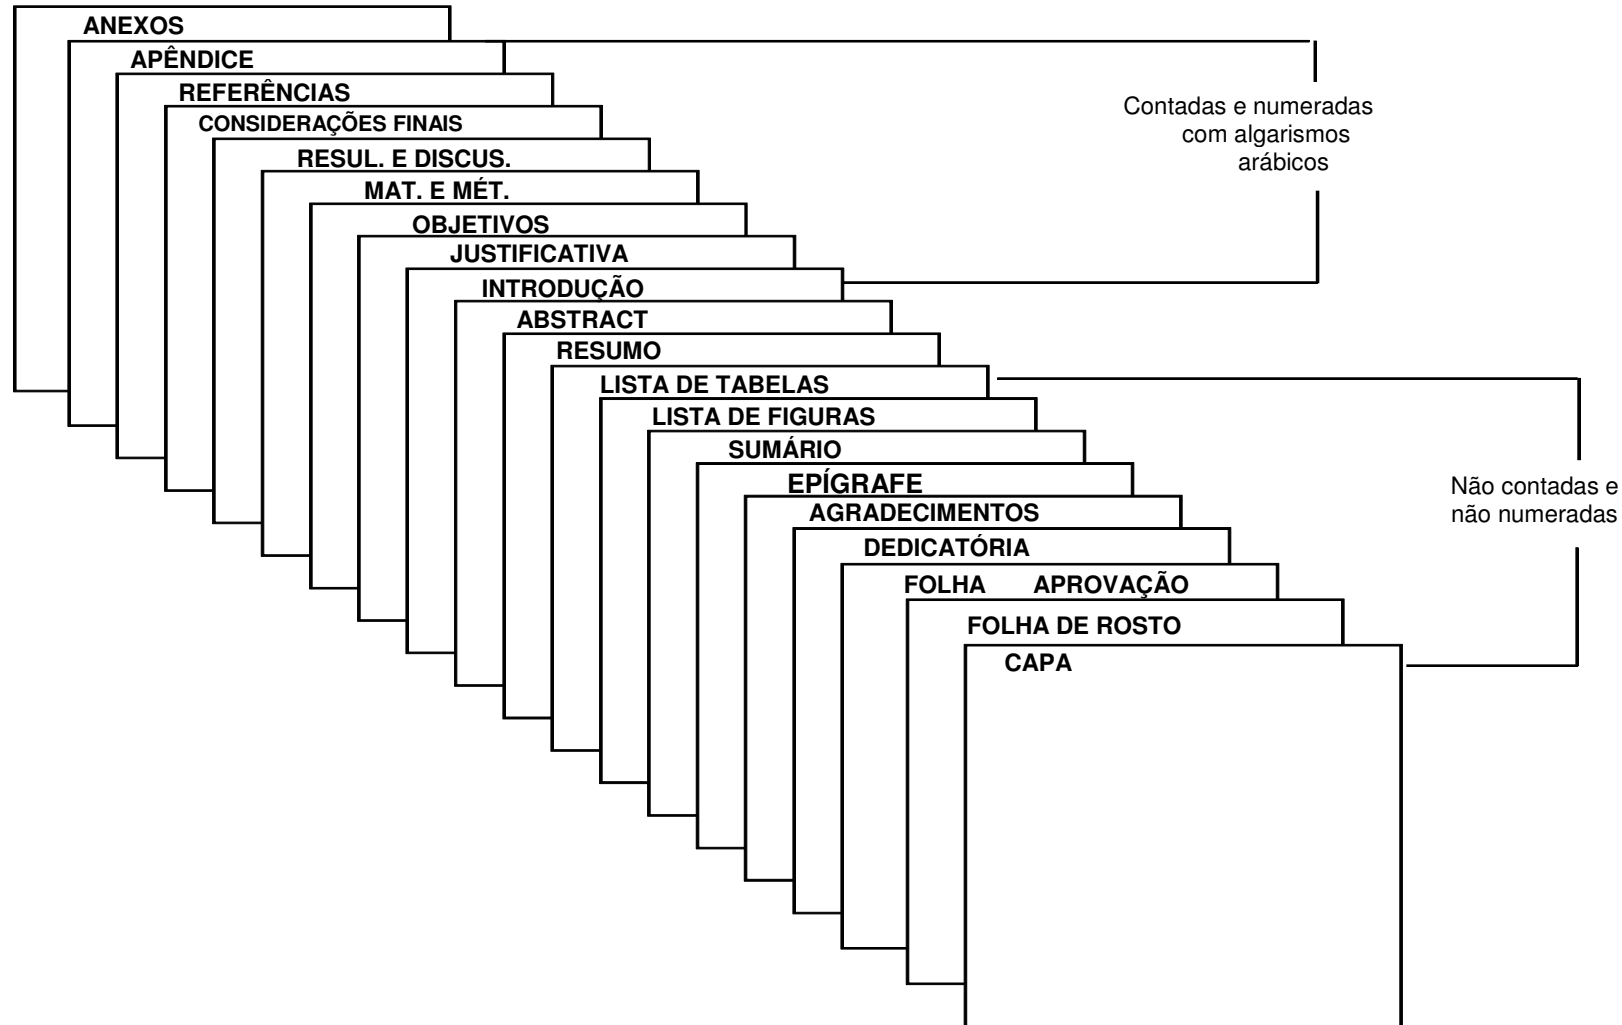 ANEXOS
APÊNDICE
REFERÊNCIAS
CONSIDERAÇÕES FINAIS
RESUL. E DISCUS.
MAT. E MÉT.
OBJETIVOS
JUSTIFICATIVA
INTRODUÇÃO
ABSTRACT
RESUMO
LISTA DE TABELAS
LISTA DE FIGURAS
SUMÁRIO
EPÍGRAFE
AGRADECIMENTOS
DEDICATÓRIA
FOLHA APROVAÇÃO
FOLHA DE ROSTO
CAPA
Contadas e numeradas
com algarismos
arábicos
Não contadas e
não numeradas